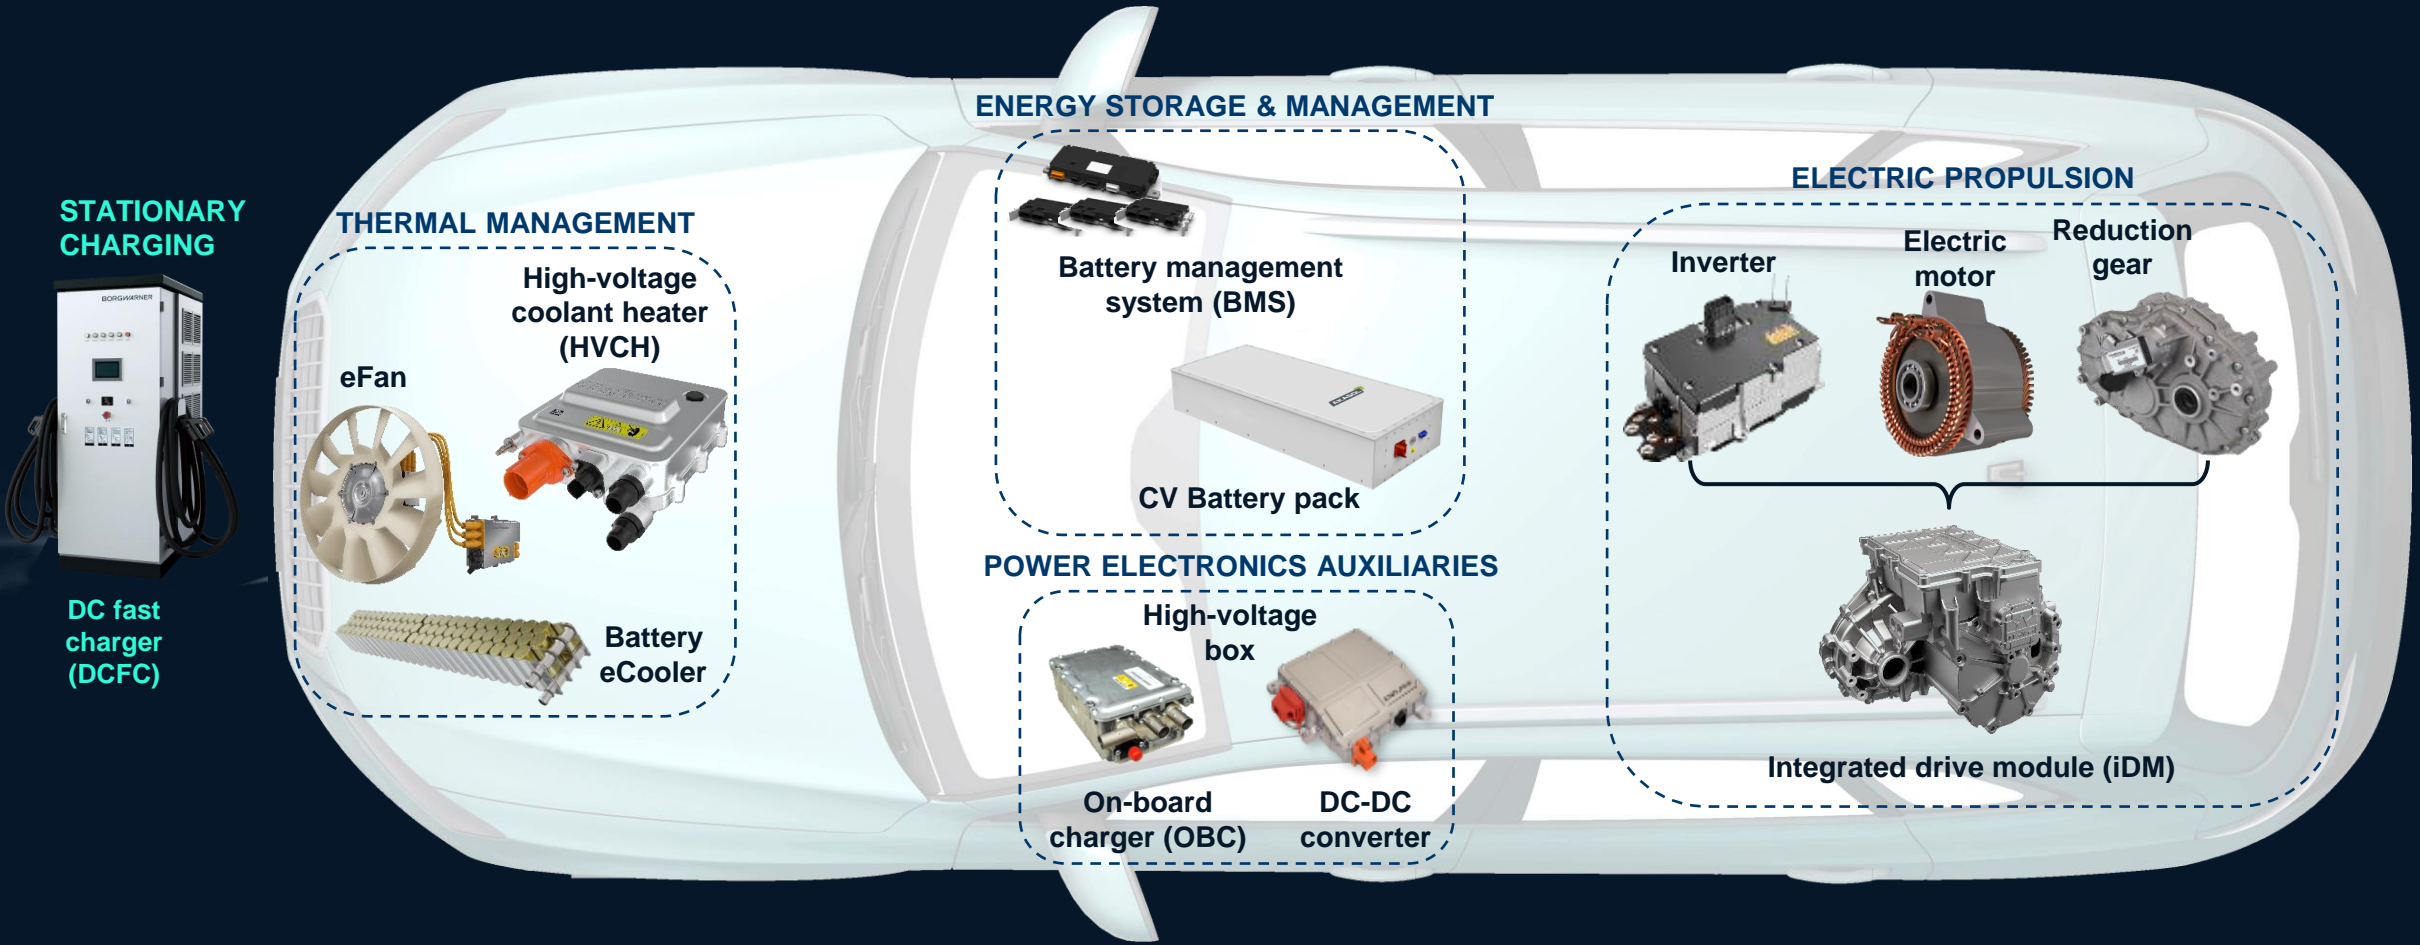 STATIONARY
CHARGING
BORGWARNER
DC fast
charger
(DCFC)
THERMAL MANAGEMENT
High-voltage
coolant heater
(HVCH)
eFan
Battery
eCooler
ENERGY STORAGE & MANAGEMENT
Battery management
system (BMS)
CV Battery pack
POWER ELECTRONICS AUXILIARIES
High-voltage
box
On-board
charger (OBC)
DC-DC
converter
ELECTRIC PROPULSION
Inverter
Electric
motor
Reduction
gear
Integrated drive module (iDM)